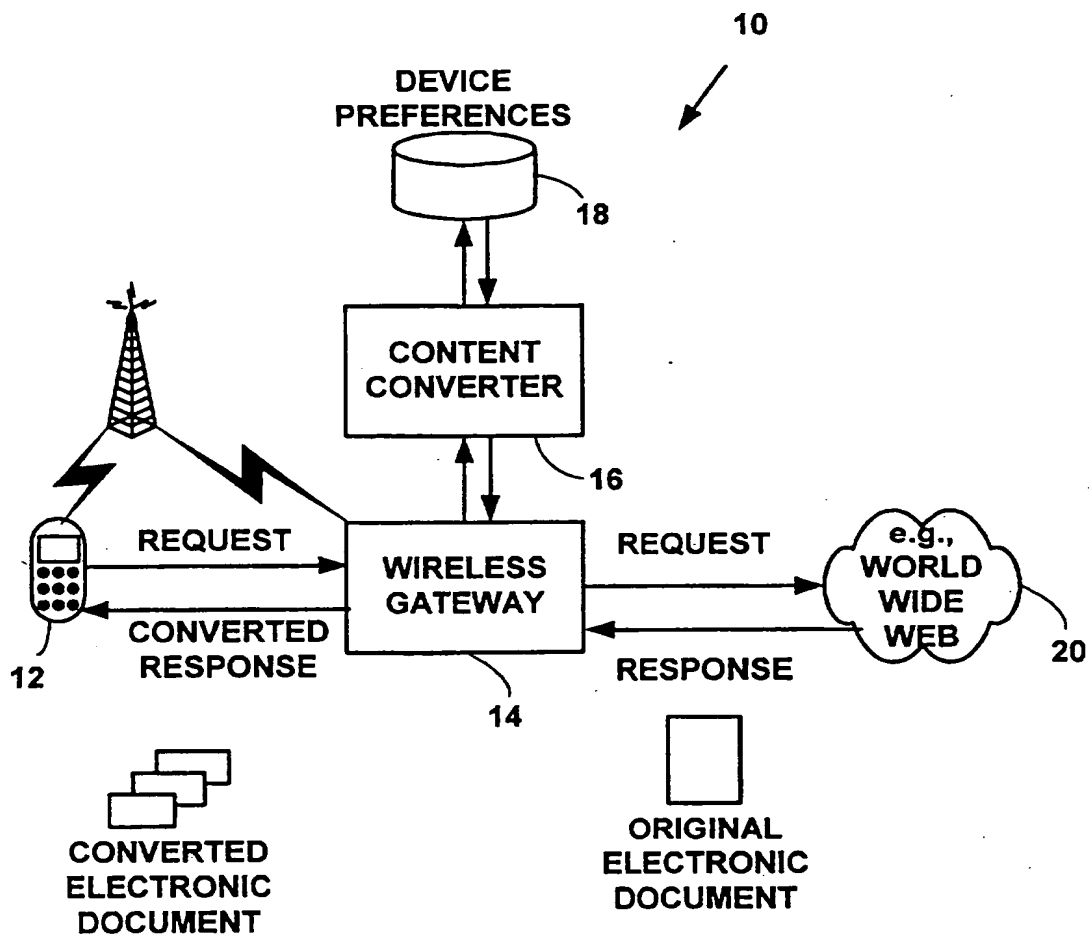 10
DEVICE
PREFERENCES
18
CONTENT
CONVERTER
16
REQUEST
WIRELESS
GATEWAY
REQUEST
e.g.,
WORLD
WIDE
WEB
CONVERTED
RESPONSE
RESPONSE
12
14
20
CONVERTED
ELECTRONIC
DOCUMENT
ORIGINAL
ELECTRONIC
DOCUMENT